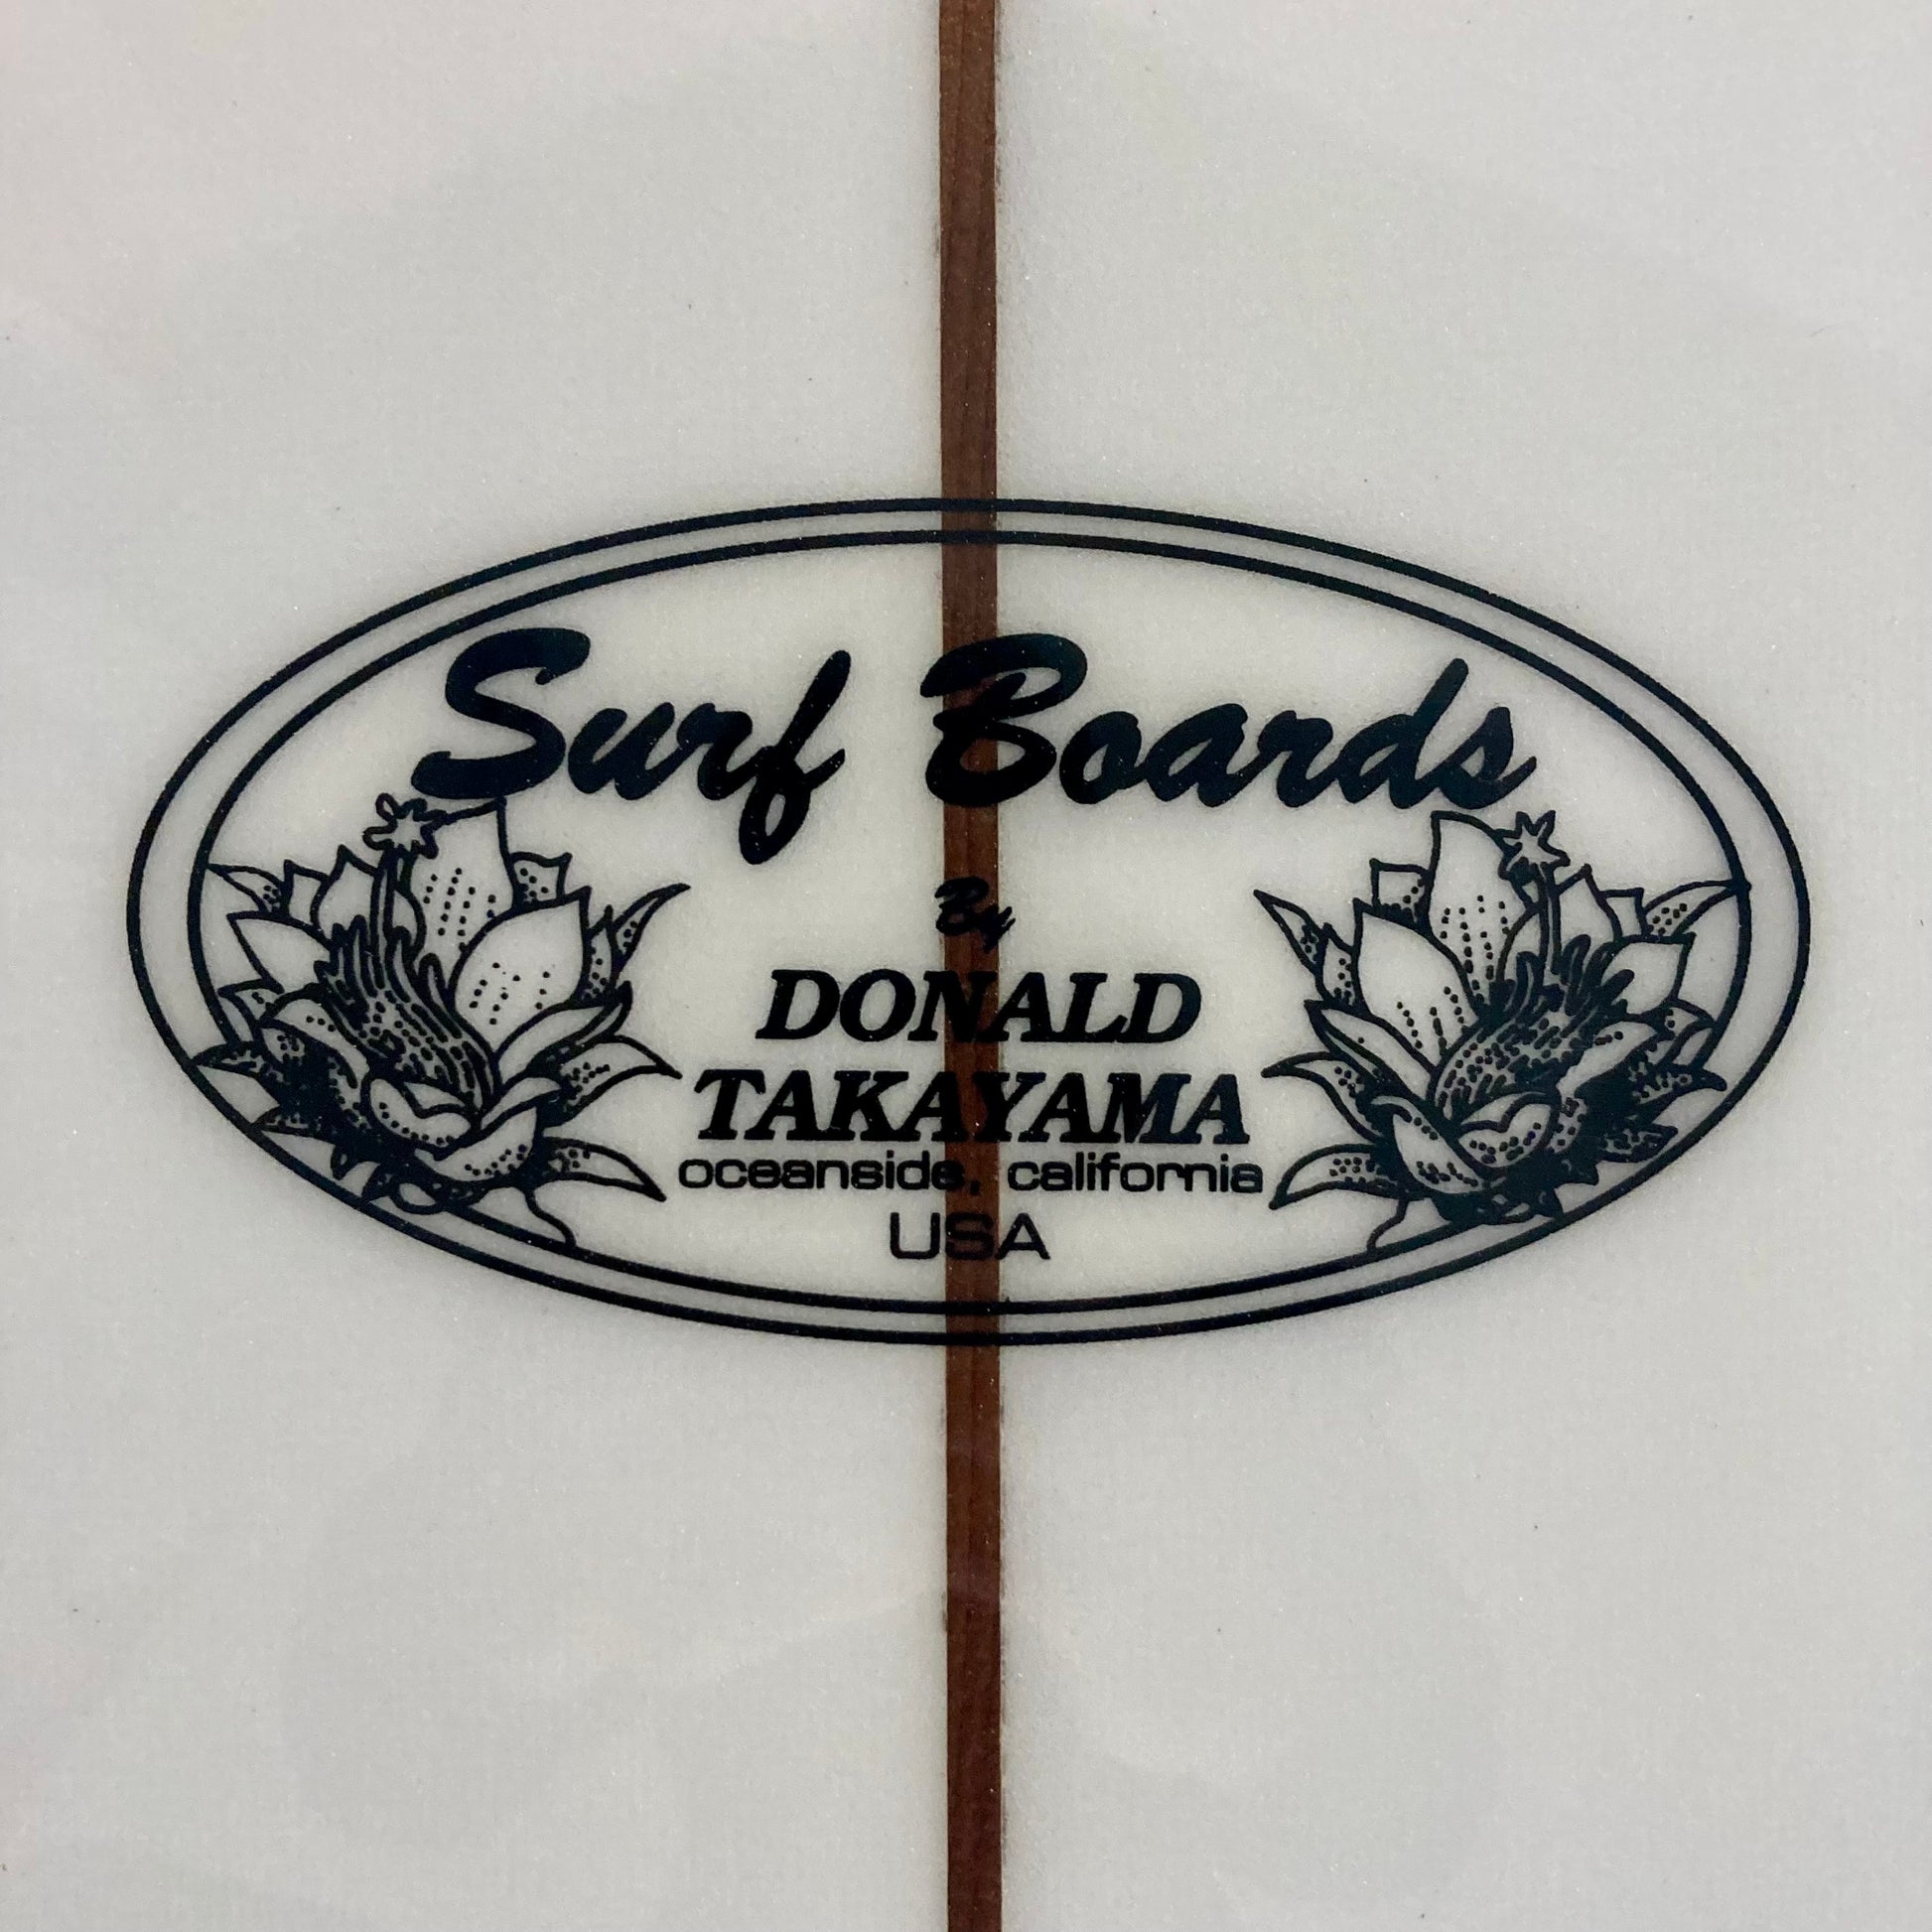 Surf Boards
By
DONALD
TAKAYAMA
oceanside, california
USA